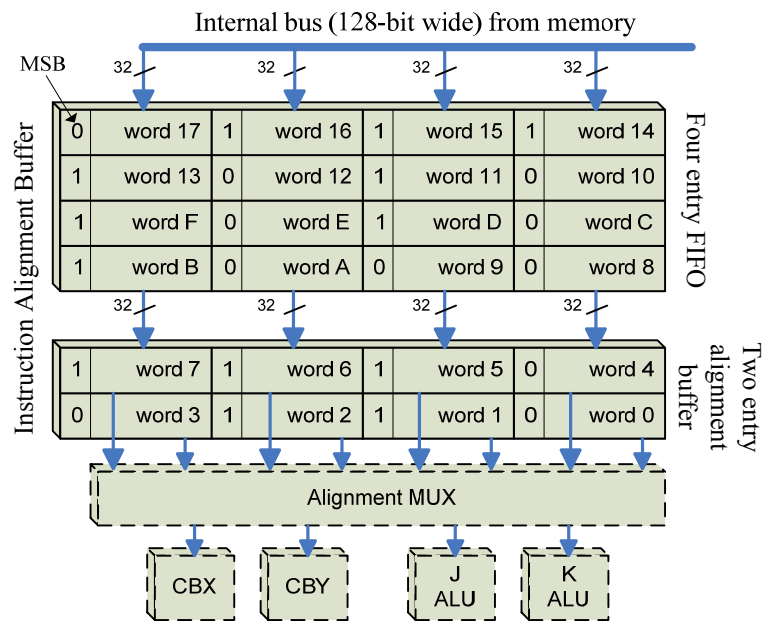 Internal bus (128-bit wide) from memory
MSB
32 32 32 32
Instruction Alignment Buffer
0 word 17 1 word 16 1 word 15 1 word 14
1 word 13 0 word 12 1 word 11 0 word 10
1 word F 0 word E 1 word D 0 word C
1 word B 0 word A 0 word 9 0 word 8
Four entry FIFO
32 32 32 32
1 word 7 1 word 6 1 word 5 0 word 4
0 word 3 1 word 2 1 word 1 0 word 0
Two entry
alignment
buffer
Alignment MUX
CBX
CBY
J
ALU
K
ALU